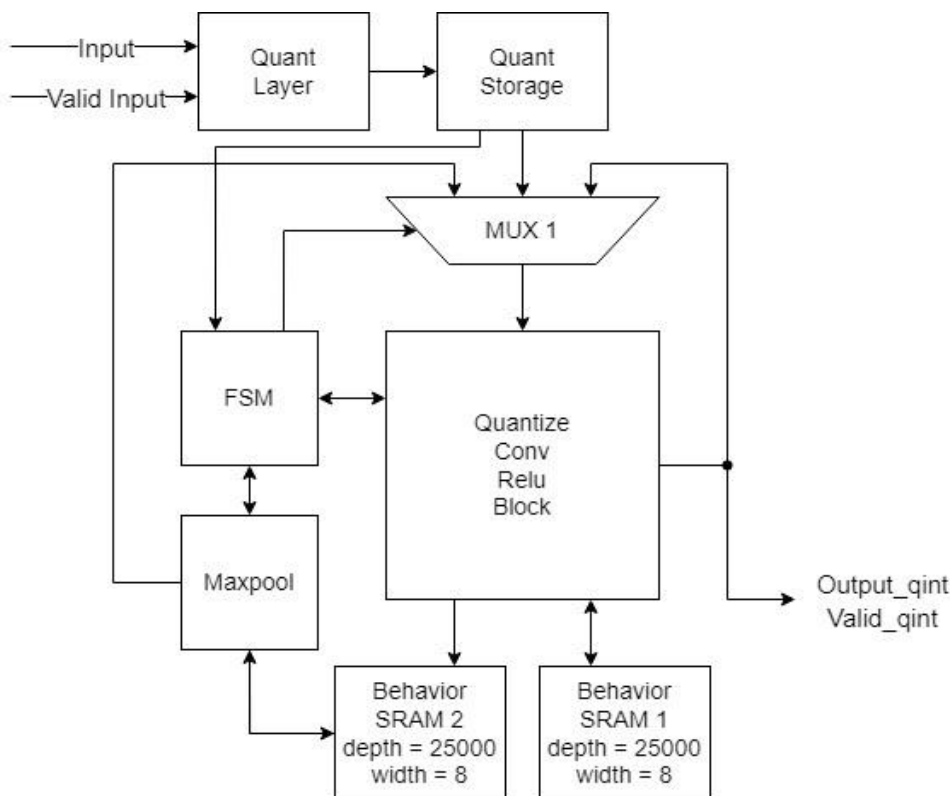 Input
Valid Input
Quant
Layer
Quant
Storage
MUX 1
FSM
Quantize
Conv
Relu
Block
Maxpool
Output_qint
Valid_qint
Behavior
SRAM 2
depth = 25000
width = 8
Behavior
SRAM 1
depth = 25000
width = 8